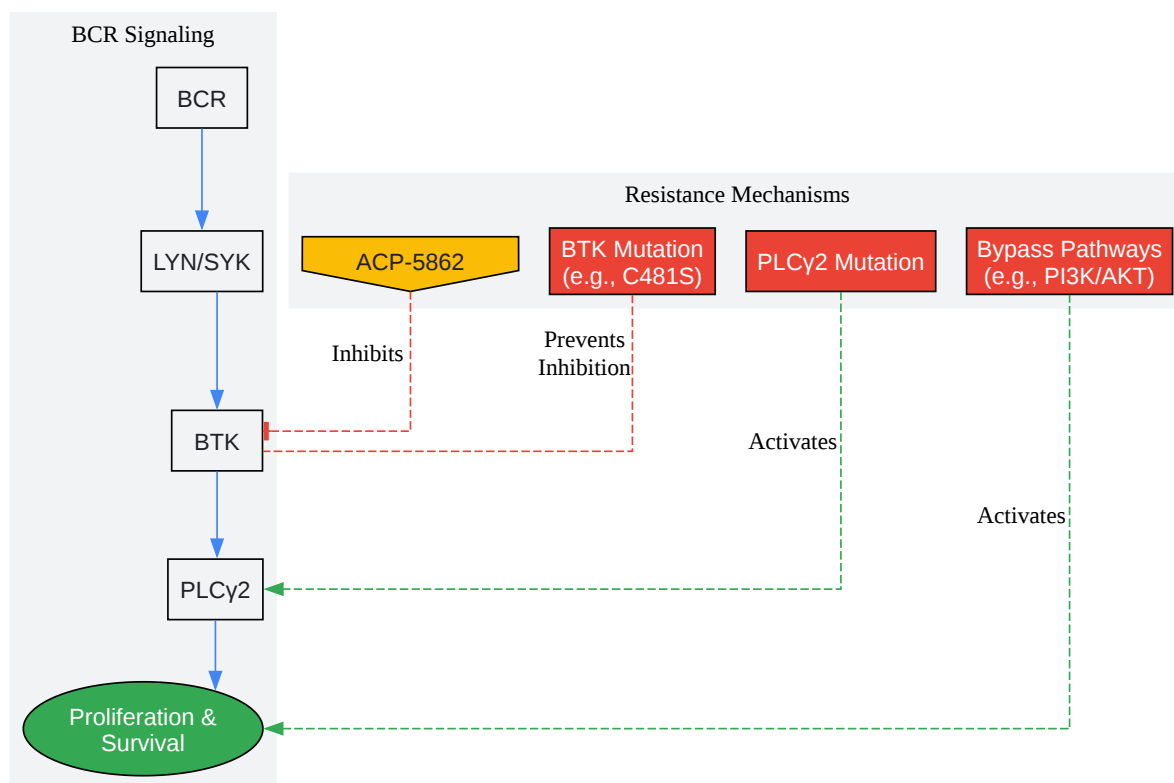 BCR Signaling
BCR
LYN/SYK
BTK
PLCγ2
Proliferation &
Survival
Resistance Mechanisms
ACP-5862
BTK Mutation
(e.g., C481S)
PLCγ2 Mutation
Bypass Pathways
(e.g., PI3K/AKT)
Inhibits
Prevents
Inhibition
Activates
Activates